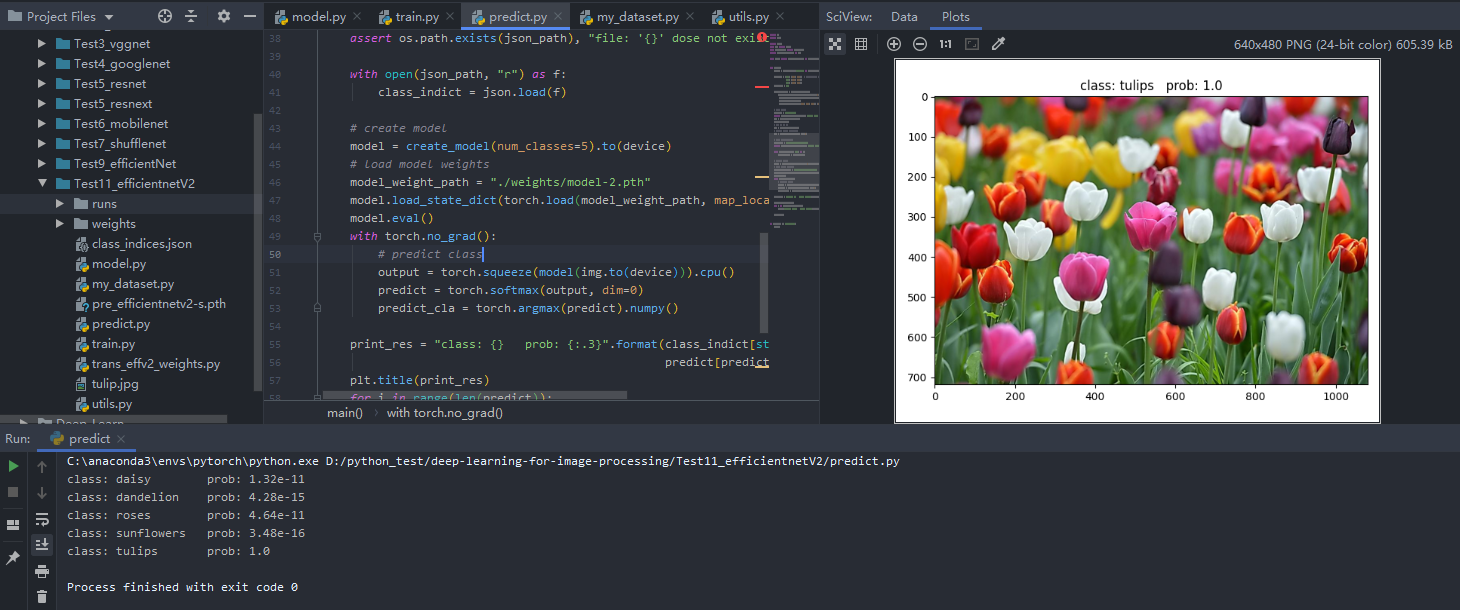 Project Files
model.py
train.py
predict.py
my_dataset.py
utils.py
SciView:
Data
Plots
Test3_vggnet
Test4_googlenet
Test5_resnet
Test5_resnext
Test6_mobilenet
Test7_shufflenet
Test9_efficientNet
Test11_efficientnetV2
runs
weights
class_indices.json
model.py
my_dataset.py
pre_efficientnetv2-s.pth
predict.py
train.py
trans_effv2_weights.py
tulip.jpg
utils.py
38 assert os.path.exists(json_path), "file: '{}' dose not exis
39
40 with open(json_path, "r") as f:
41 class_indict = json.load(f)
42
43 # create model
44 model = create_model(num_classes=5).to(device)
45 # load model weights
46 model_weight_path = "./weights/model-2.pth"
47 model.load_state_dict(torch.load(model_weight_path, map_loca
48 model.eval()
49 with torch.no_grad():
50 # predict class
51 output = torch.squeeze(model(img.to(device))).cpu()
52 predict = torch.softmax(output, dim=0)
53 predict_cla = torch.argmax(predict).numpy()
54
55 print_res = "class: {}   prob: {:.3}".format(class_indict[st
56 predict[predict
57 plt.title(print_res)
58 for i in range(len(predict)):
main()
with torch.no_grad()
1:1
640x480 PNG (24-bit color) 605.39 kB
class: tulips   prob: 1.0
0
100
200
300
400
500
600
700
0 200 400 600 800 1000
Run:
predict
C:\anaconda3\envs\pytorch\python.exe D:/python_test/deep-learning-for-image-processing/Test11_efficientnetV2/predict.py
class: daisy prob: 1.32e-11
class: dandelion prob: 4.28e-15
class: roses prob: 4.64e-11
class: sunflowers prob: 3.48e-16
class: tulips prob: 1.0
Process finished with exit code 0